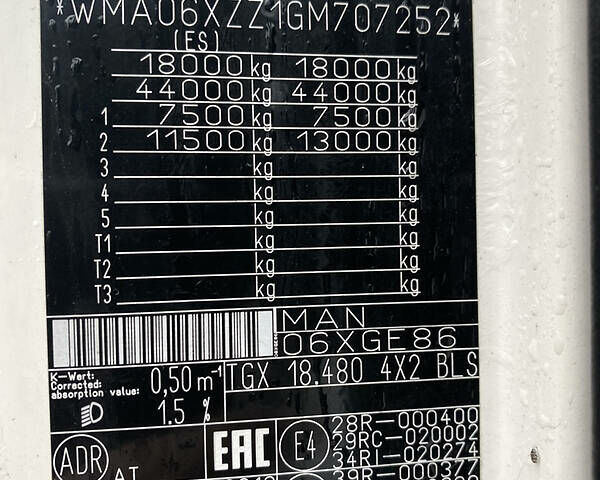 *WMA06XZZ1GM707252*
(ES)
18000 kg 18000 kg
44000 kg 44000 kg
1 7500 kg 7500 kg
2 11500 kg 13000 kg
3 kg kg
4 kg kg
5 kg kg
T1 kg kg
T2 kg kg
T3 kg kg
MAN
06XGE86
K-Wert:
Corrected:
absorption value: 0,50 m⁻¹
TGX 18.480 4X2 BLS
1.5 %
ADR AT
EAC
E4
28R-000400
29RC-020002
34RI-020274
39R-000377